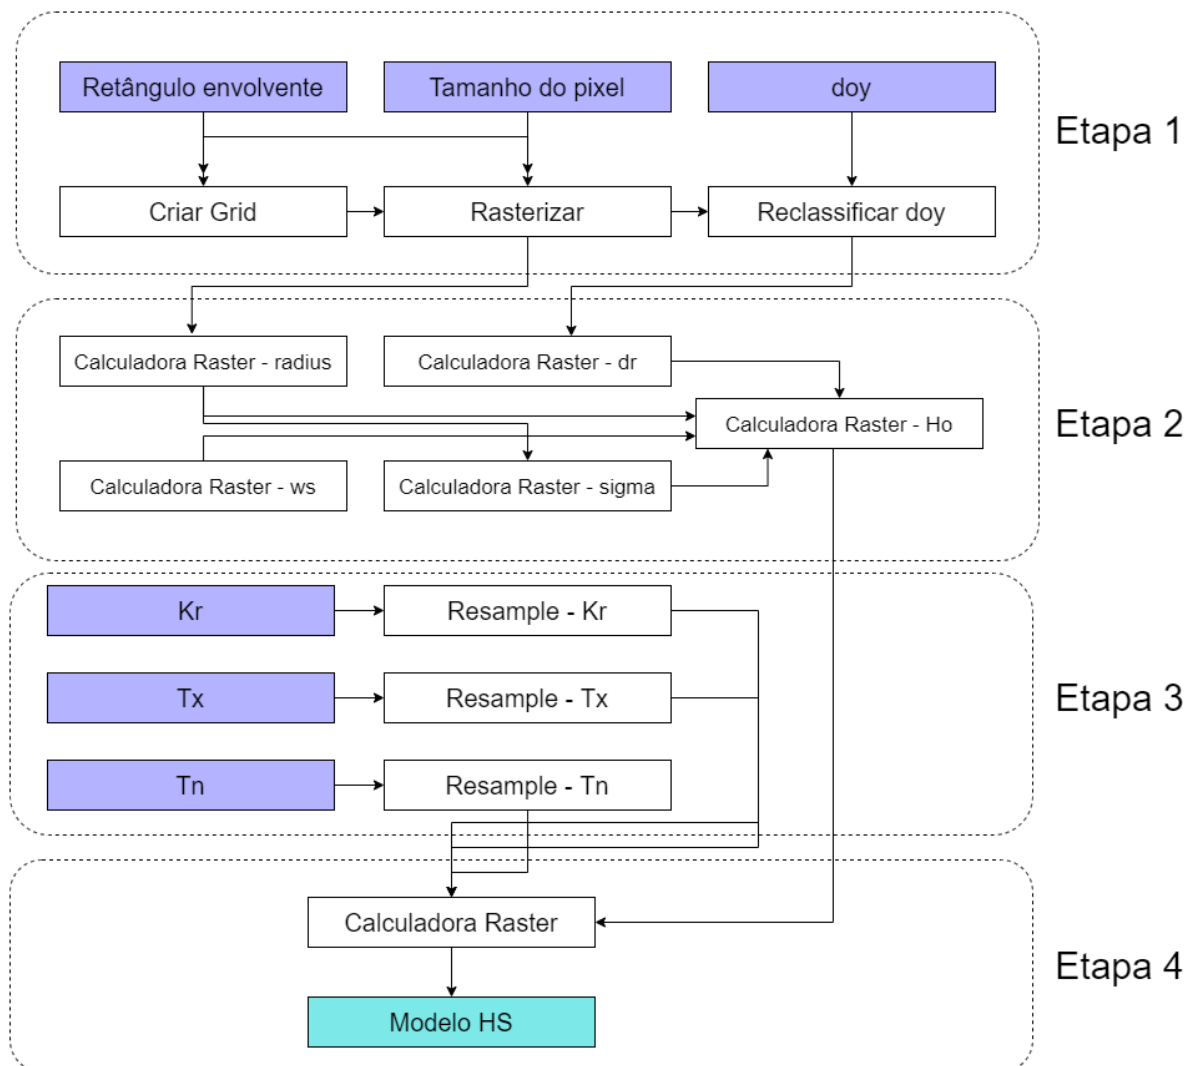 Retângulo envolvente
Tamanho do pixel
doy
Etapa 1
Criar Grid
Rasterizar
Reclassificar doy
Calculadora Raster - radius
Calculadora Raster - dr
Calculadora Raster - Ho
Etapa 2
Calculadora Raster - ws
Calculadora Raster - sigma
Kr
Resample - Kr
Tx
Resample - Tx
Etapa 3
Tn
Resample - Tn
Calculadora Raster
Etapa 4
Modelo HS